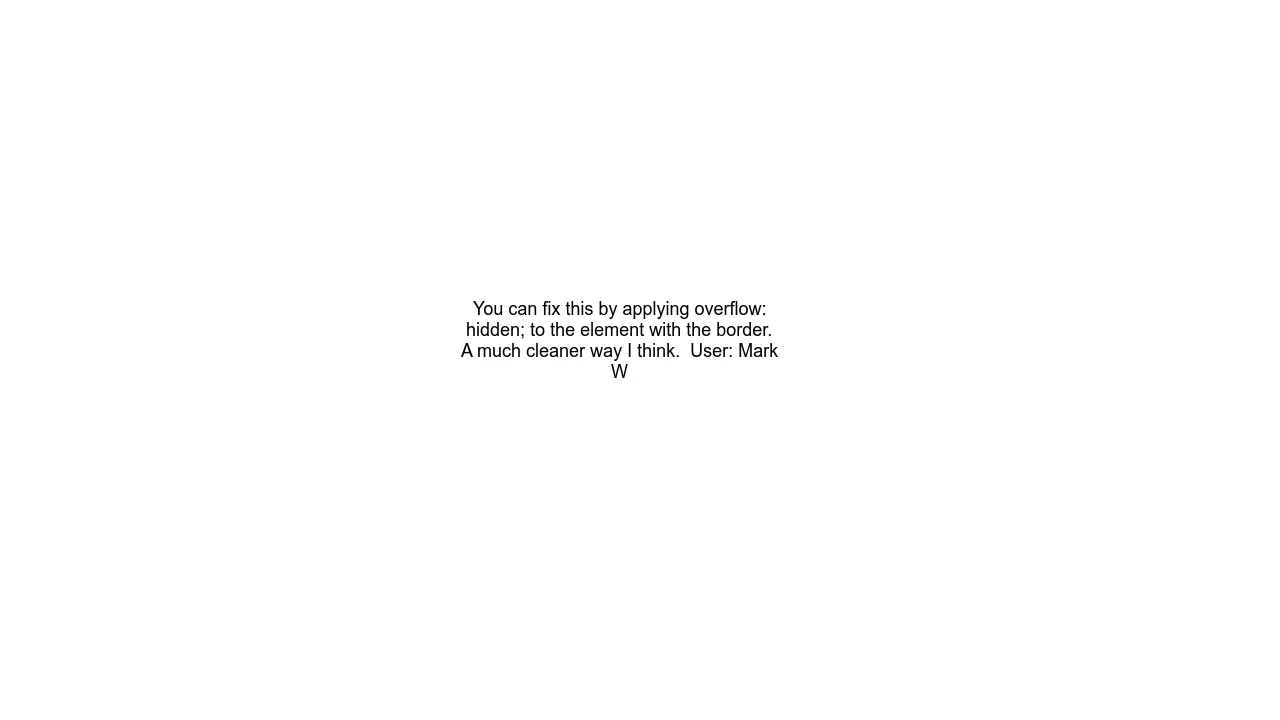 You can fix this by applying overflow:
hidden; to the element with the border.
A much cleaner way I think.  User: Mark
W